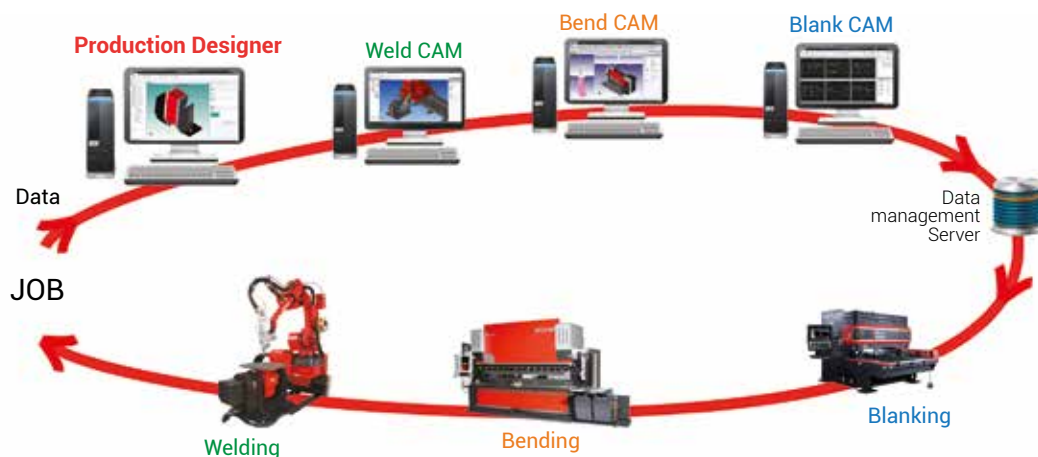 Production Designer
Weld CAM
Bend CAM
Blank CAM
Data
Data
management
Server
JOB
Welding
Bending
Blanking